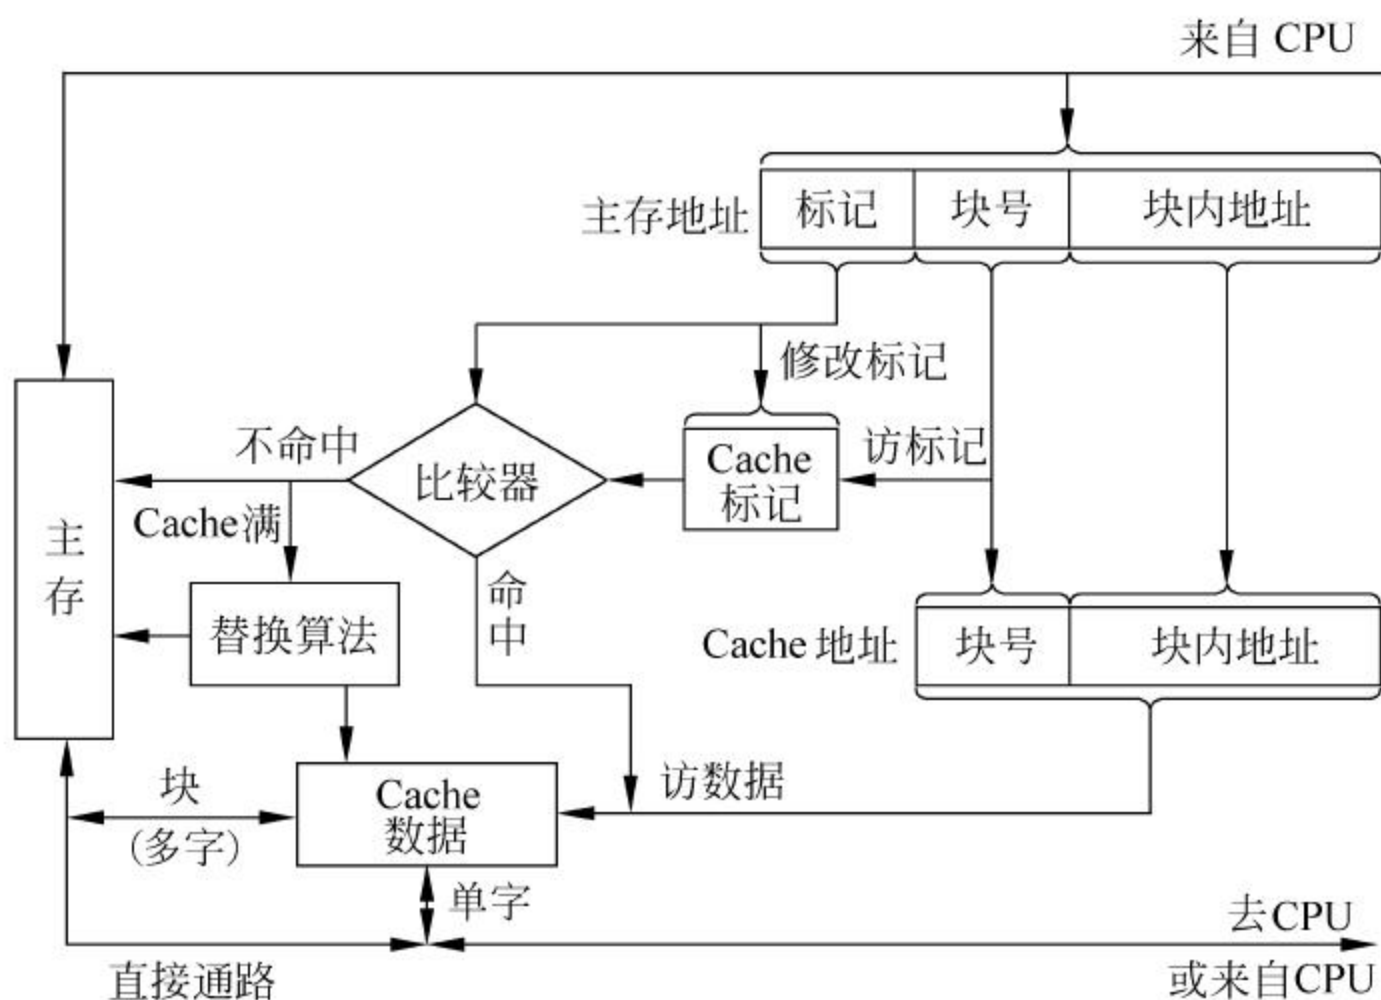 来自 CPU
主存地址
标记
块号
块内地址
修改标记
不命中
比较器
Cache
标记
访标记
Cache满
主
存
替换算法
命
中
Cache 地址
块号
块内地址
块
(多字)
Cache
数据
访数据
单字
去CPU
直接通路
或来自CPU